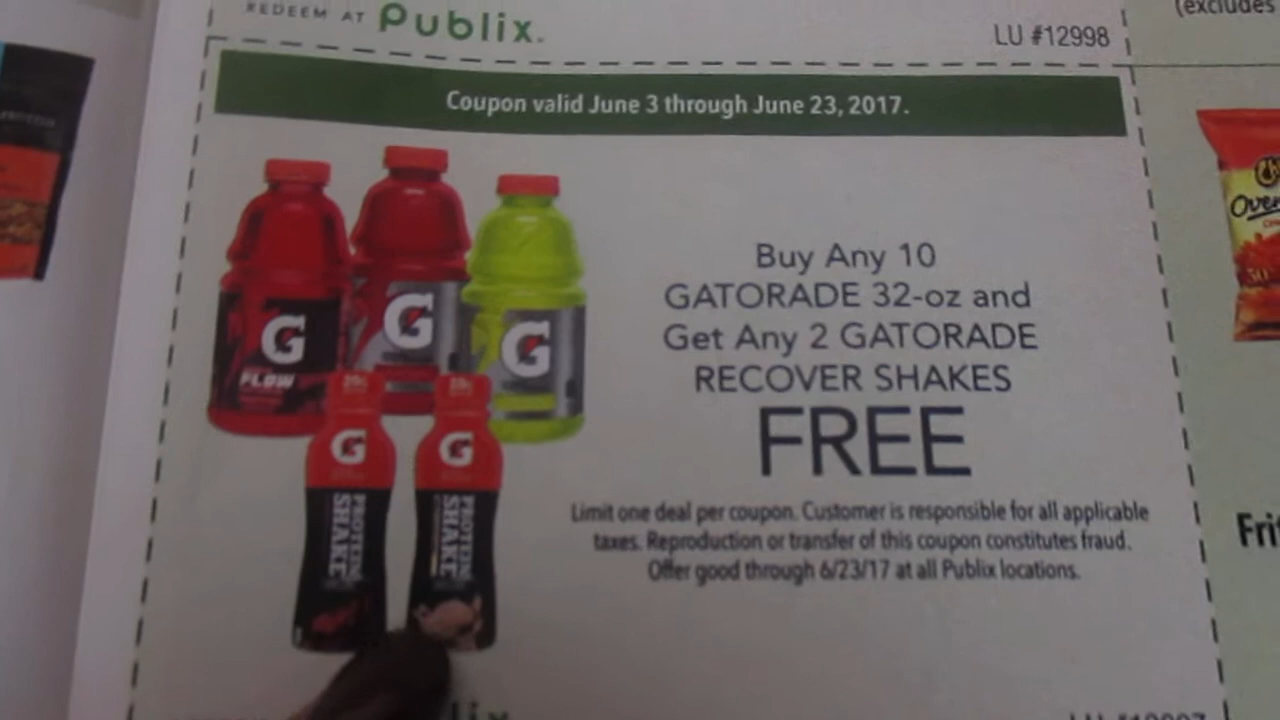 REDEEM AT Publix.
LU #12998
(excludes
Coupon valid June 3 through June 23, 2017.
Buy Any 10
GATORADE 32-oz and
Get Any 2 GATORADE
RECOVER SHAKES
FREE
Limit one deal per coupon. Customer is responsible for all applicable
taxes. Reproduction or transfer of this coupon constitutes fraud.
Offer good through 6/23/17 at all Publix locations.
G
FLOW
G
G
G
PROTEIN
SHAKE
G
PROTEIN
SHAKE
Oven
Fri